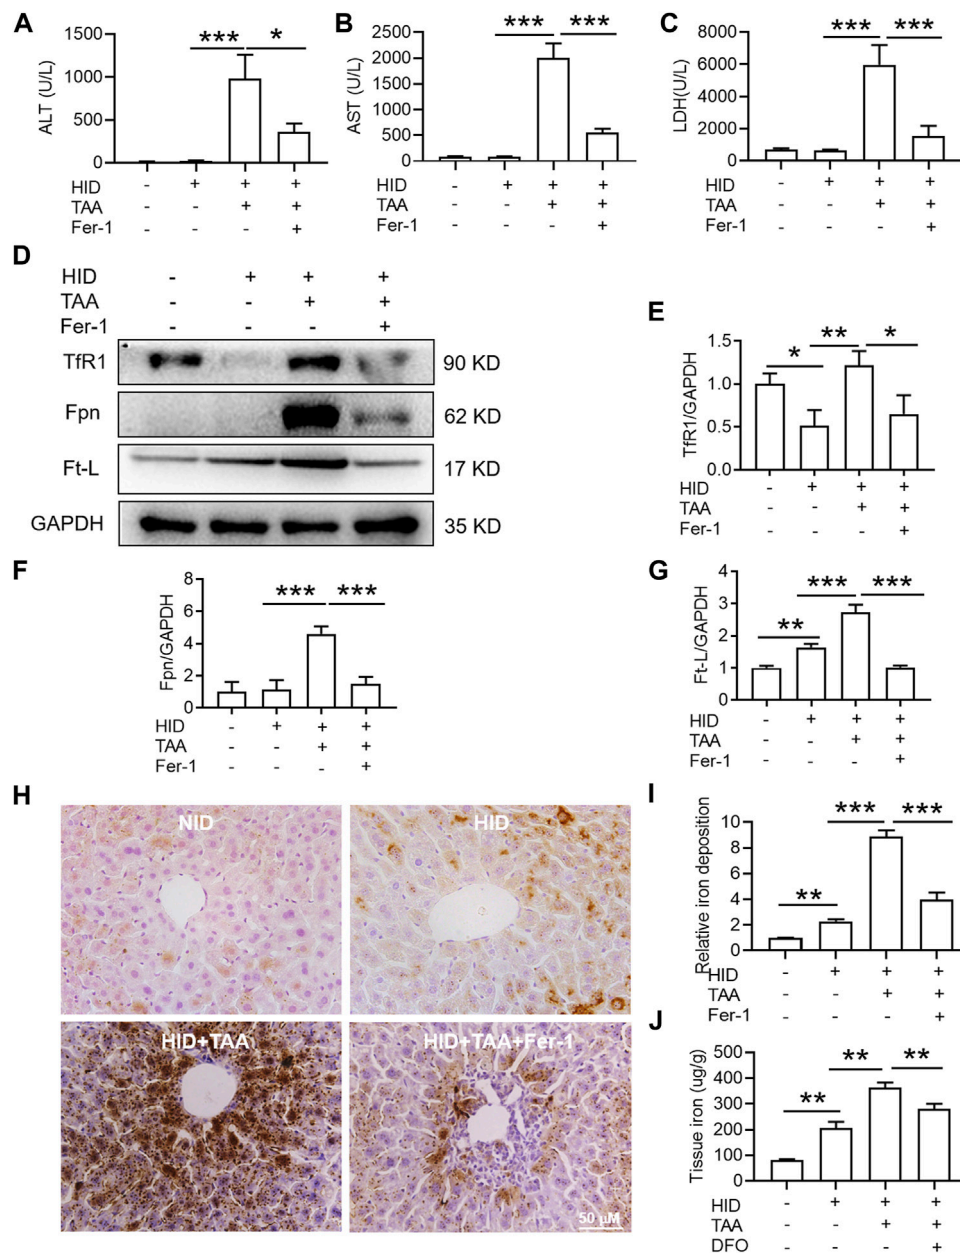 A
1500
1000
500
0
ALT (U/L)
*** *
HID - + + +
TAA - - + +
Fer-1 - - - +
B
2500
2000
1500
1000
500
0
AST (U/L)
*** ***
HID - + + +
TAA - - + +
Fer-1 - - - +
C
8000
6000
4000
2000
0
LDH(U/L)
*** ***
HID - + + +
TAA - - + +
Fer-1 - - - +
D
HID - + + +
TAA - - + +
Fer-1 - - - +
TfR1 90 KD
Fpn 62 KD
Ft-L 17 KD
GAPDH 35 KD
E
1.5
1.0
0.5
0.0
TfR1/GAPDH
* ** *
HID - + + +
TAA - - + +
Fer-1 - - - +
F
8
6
4
2
0
Fpn/GAPDH
*** ***
HID - + + +
TAA - - + +
Fer-1 - - - +
G
4
3
2
1
0
Ft-L/GAPDH
** *** ***
HID - + + +
TAA - - + +
Fer-1 - - - +
H
NID
HID
HID+TAA
HID+TAA+Fer-1
50 µM
I
10
8
6
4
2
0
Relative iron deposition
** *** ***
HID - + + +
TAA - - + +
Fer-1 - - - +
J
500
400
300
200
100
0
Tissue iron (ug/g)
** ** **
HID - + + +
TAA - - + +
DFO - - - +